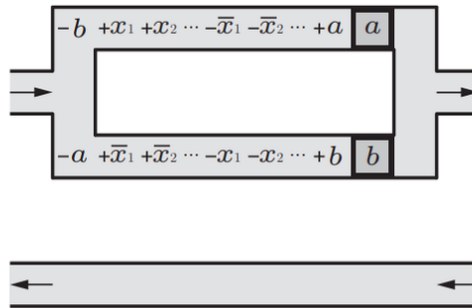 −b +x₁ +x₂ ⋯ −x̅₁ −x̅₂ ⋯ +a a
−a +x̅₁ +x̅₂ ⋯ −x₁ −x₂ ⋯ +b b